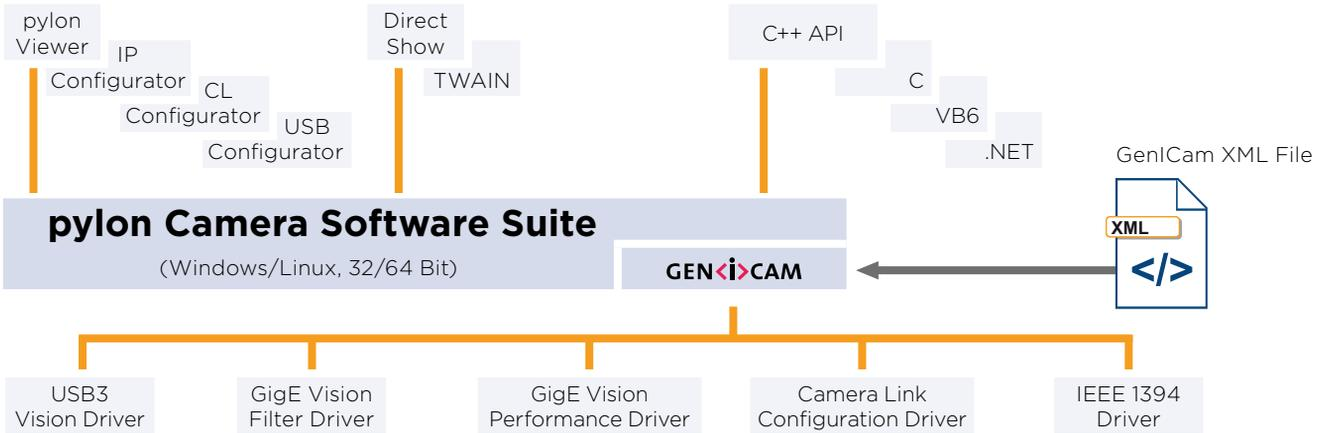 pylon
Viewer
IP
Configurator
CL
Configurator
USB
Configurator
Direct
Show
TWAIN
C++ API
C
VB6
.NET
GenICam XML File
XML
</>
pylon Camera Software Suite
(Windows/Linux, 32/64 Bit)
GEN<i>CAM
USB3
Vision Driver
GigE Vision
Filter Driver
GigE Vision
Performance Driver
Camera Link
Configuration Driver
IEEE 1394
Driver